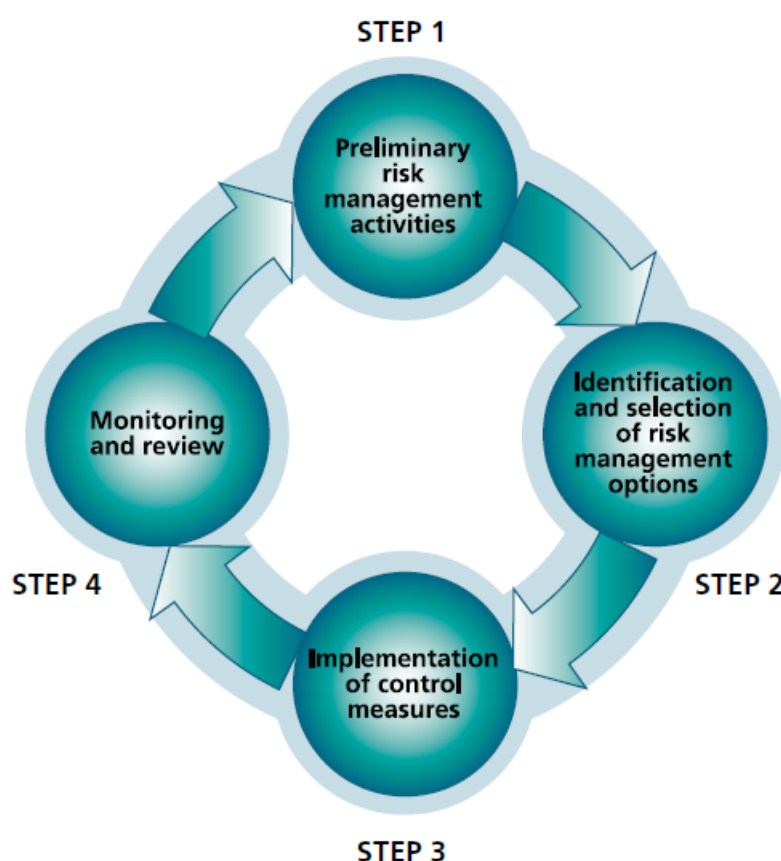 STEP 1
Preliminary
risk
management
activities
Identification
and selection
of risk
management
options
STEP 2
Implementation
of control
measures
STEP 3
Monitoring
and review
STEP 4